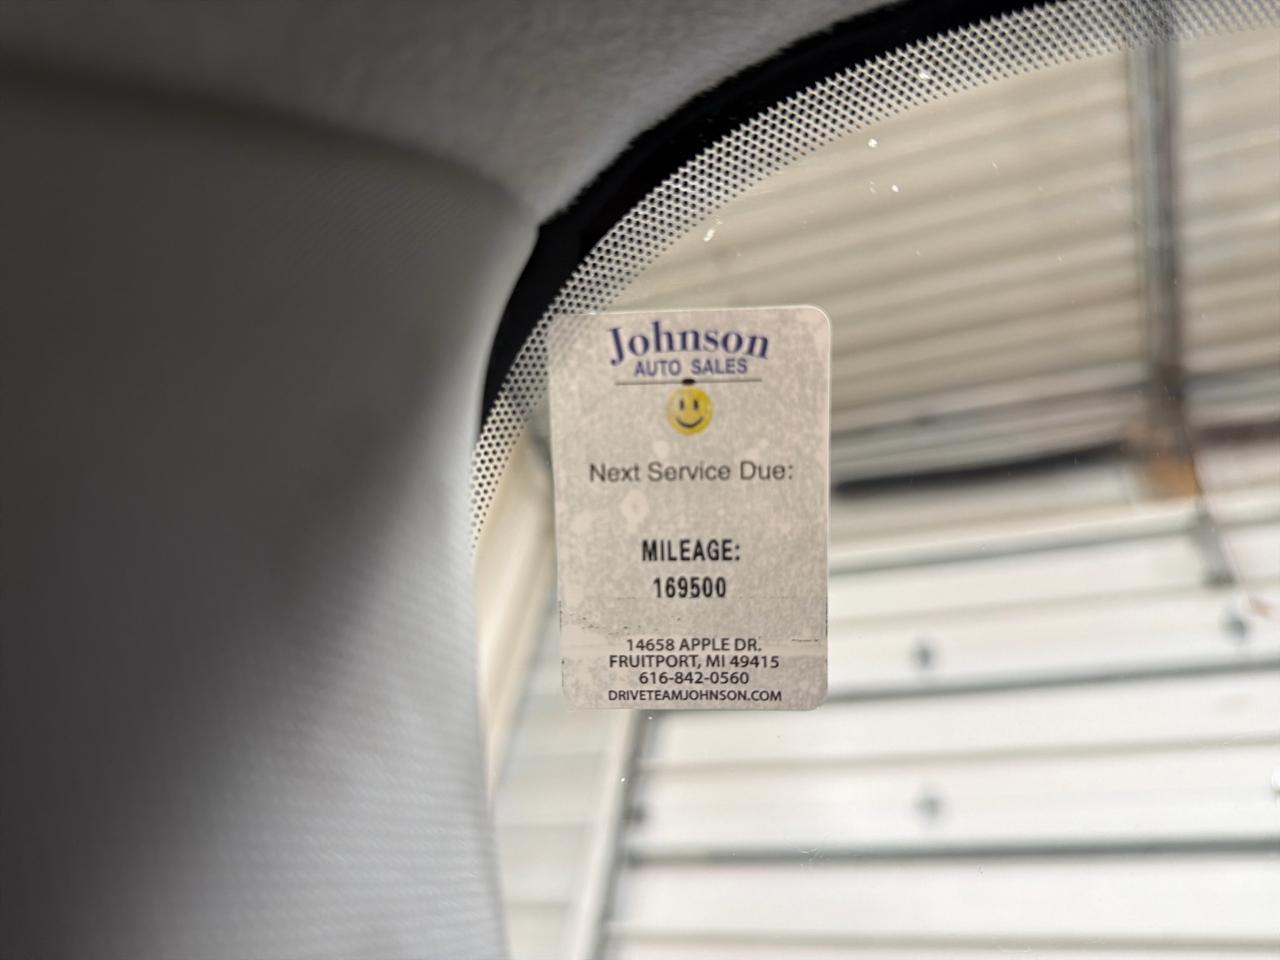 Johnson
AUTO SALES
Next Service Due:
MILEAGE:
169500
14658 APPLE DR.
FRUITPORT, MI 49415
616-842-0560
DRIVETEAMJOHNSON.COM